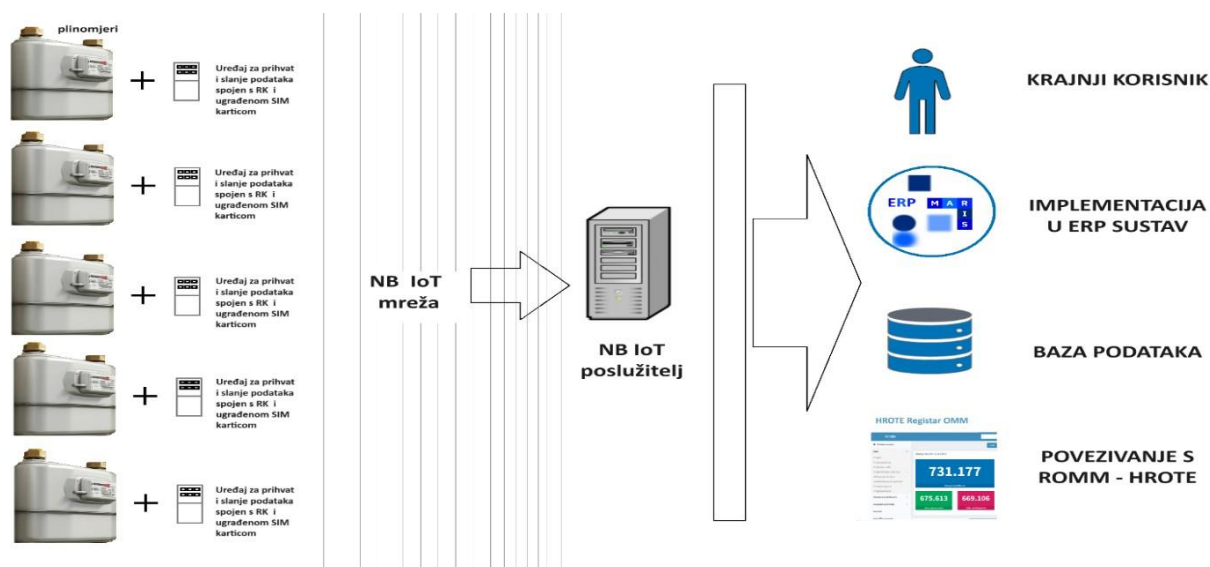 plinomjeri
Uređaj za prihvat
i slanje podataka
spojen s RK i
ugrađenom SIM
karticom
Uređaj za prihvat
i slanje podataka
spojen s RK i
ugrađenom SIM
karticom
Uređaj za prihvat
i slanje podataka
spojen s RK i
ugrađenom SIM
karticom
Uređaj za prihvat
i slanje podataka
spojen s RK i
ugrađenom SIM
karticom
Uređaj za prihvat
i slanje podataka
spojen s RK i
ugrađenom SIM
karticom
NB IoT
mreža
NB IoT
poslužitelj
KRAJNJI KORISNIK
ERP MARIS
IMPLEMENTACIJA
U ERP SUSTAV
BAZA PODATAKA
HROTE Registar OMM
731.177
675.613 669.106
POVEZIVANJE S
ROMM - HROTE